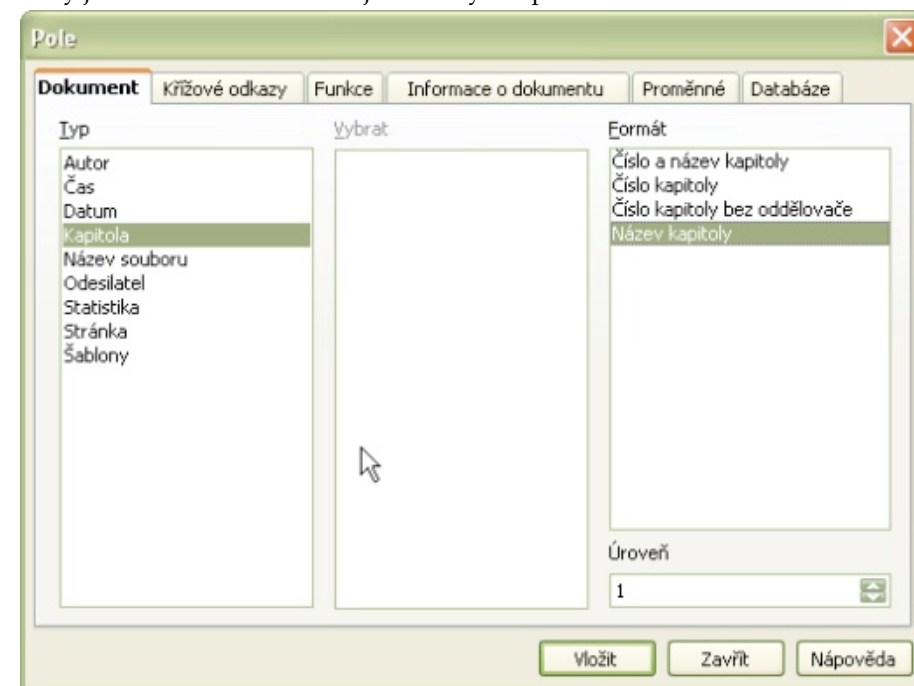 Pole
Dokument Křížové odkazy Funkce Informace o dokumentu Proměnné Databáze
Typ
Autor
Čas
Datum
Kapitola
Název souboru
Odesilatel
Statistika
Stránka
Šablony
Vybrat
Formát
Číslo a název kapitoly
Číslo kapitoly
Číslo kapitoly bez oddělovače
Název kapitoly
Úroveň
1
Vložit Zavřít Nápověda